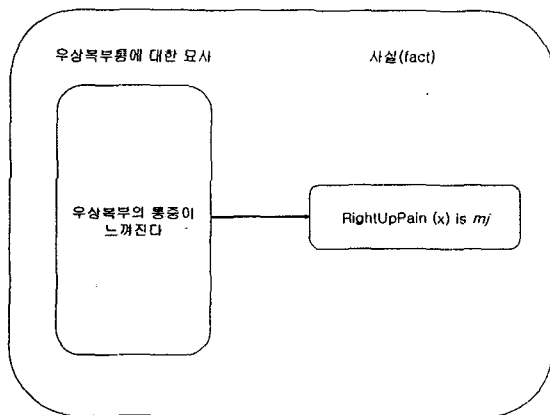 우상복부통에 대한 묘사
사실(fact)
우상복부의 통증이
느껴진다
RightUpPain (x) is mj